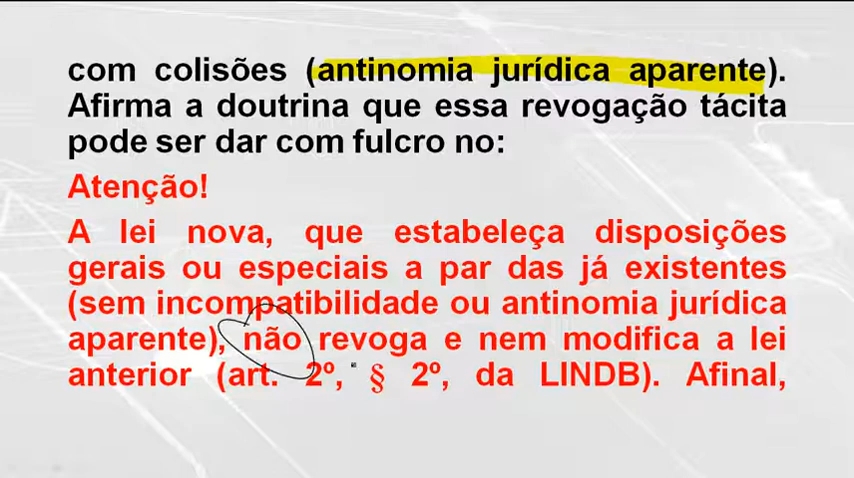 com colisões (antinomia jurídica aparente).
Afirma a doutrina que essa revogação tácita
pode ser dar com fulcro no:
Atenção!
A lei nova, que estabeleça disposições
gerais ou especiais a par das já existentes
(sem incompatibilidade ou antinomia jurídica
aparente), não revoga e nem modifica a lei
anterior (art. 2º, § 2º, da LINDB). Afinal,